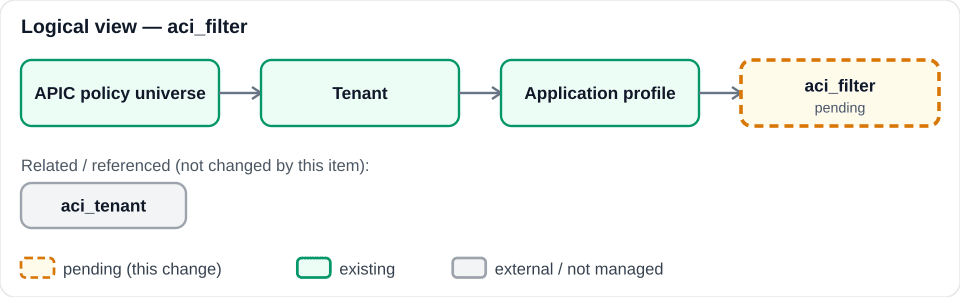 Logical view — aci_filter
APIC policy universe
Tenant
Application profile
aci_filter
pending
Related / referenced (not changed by this item):
aci_tenant
pending (this change)
existing
external / not managed